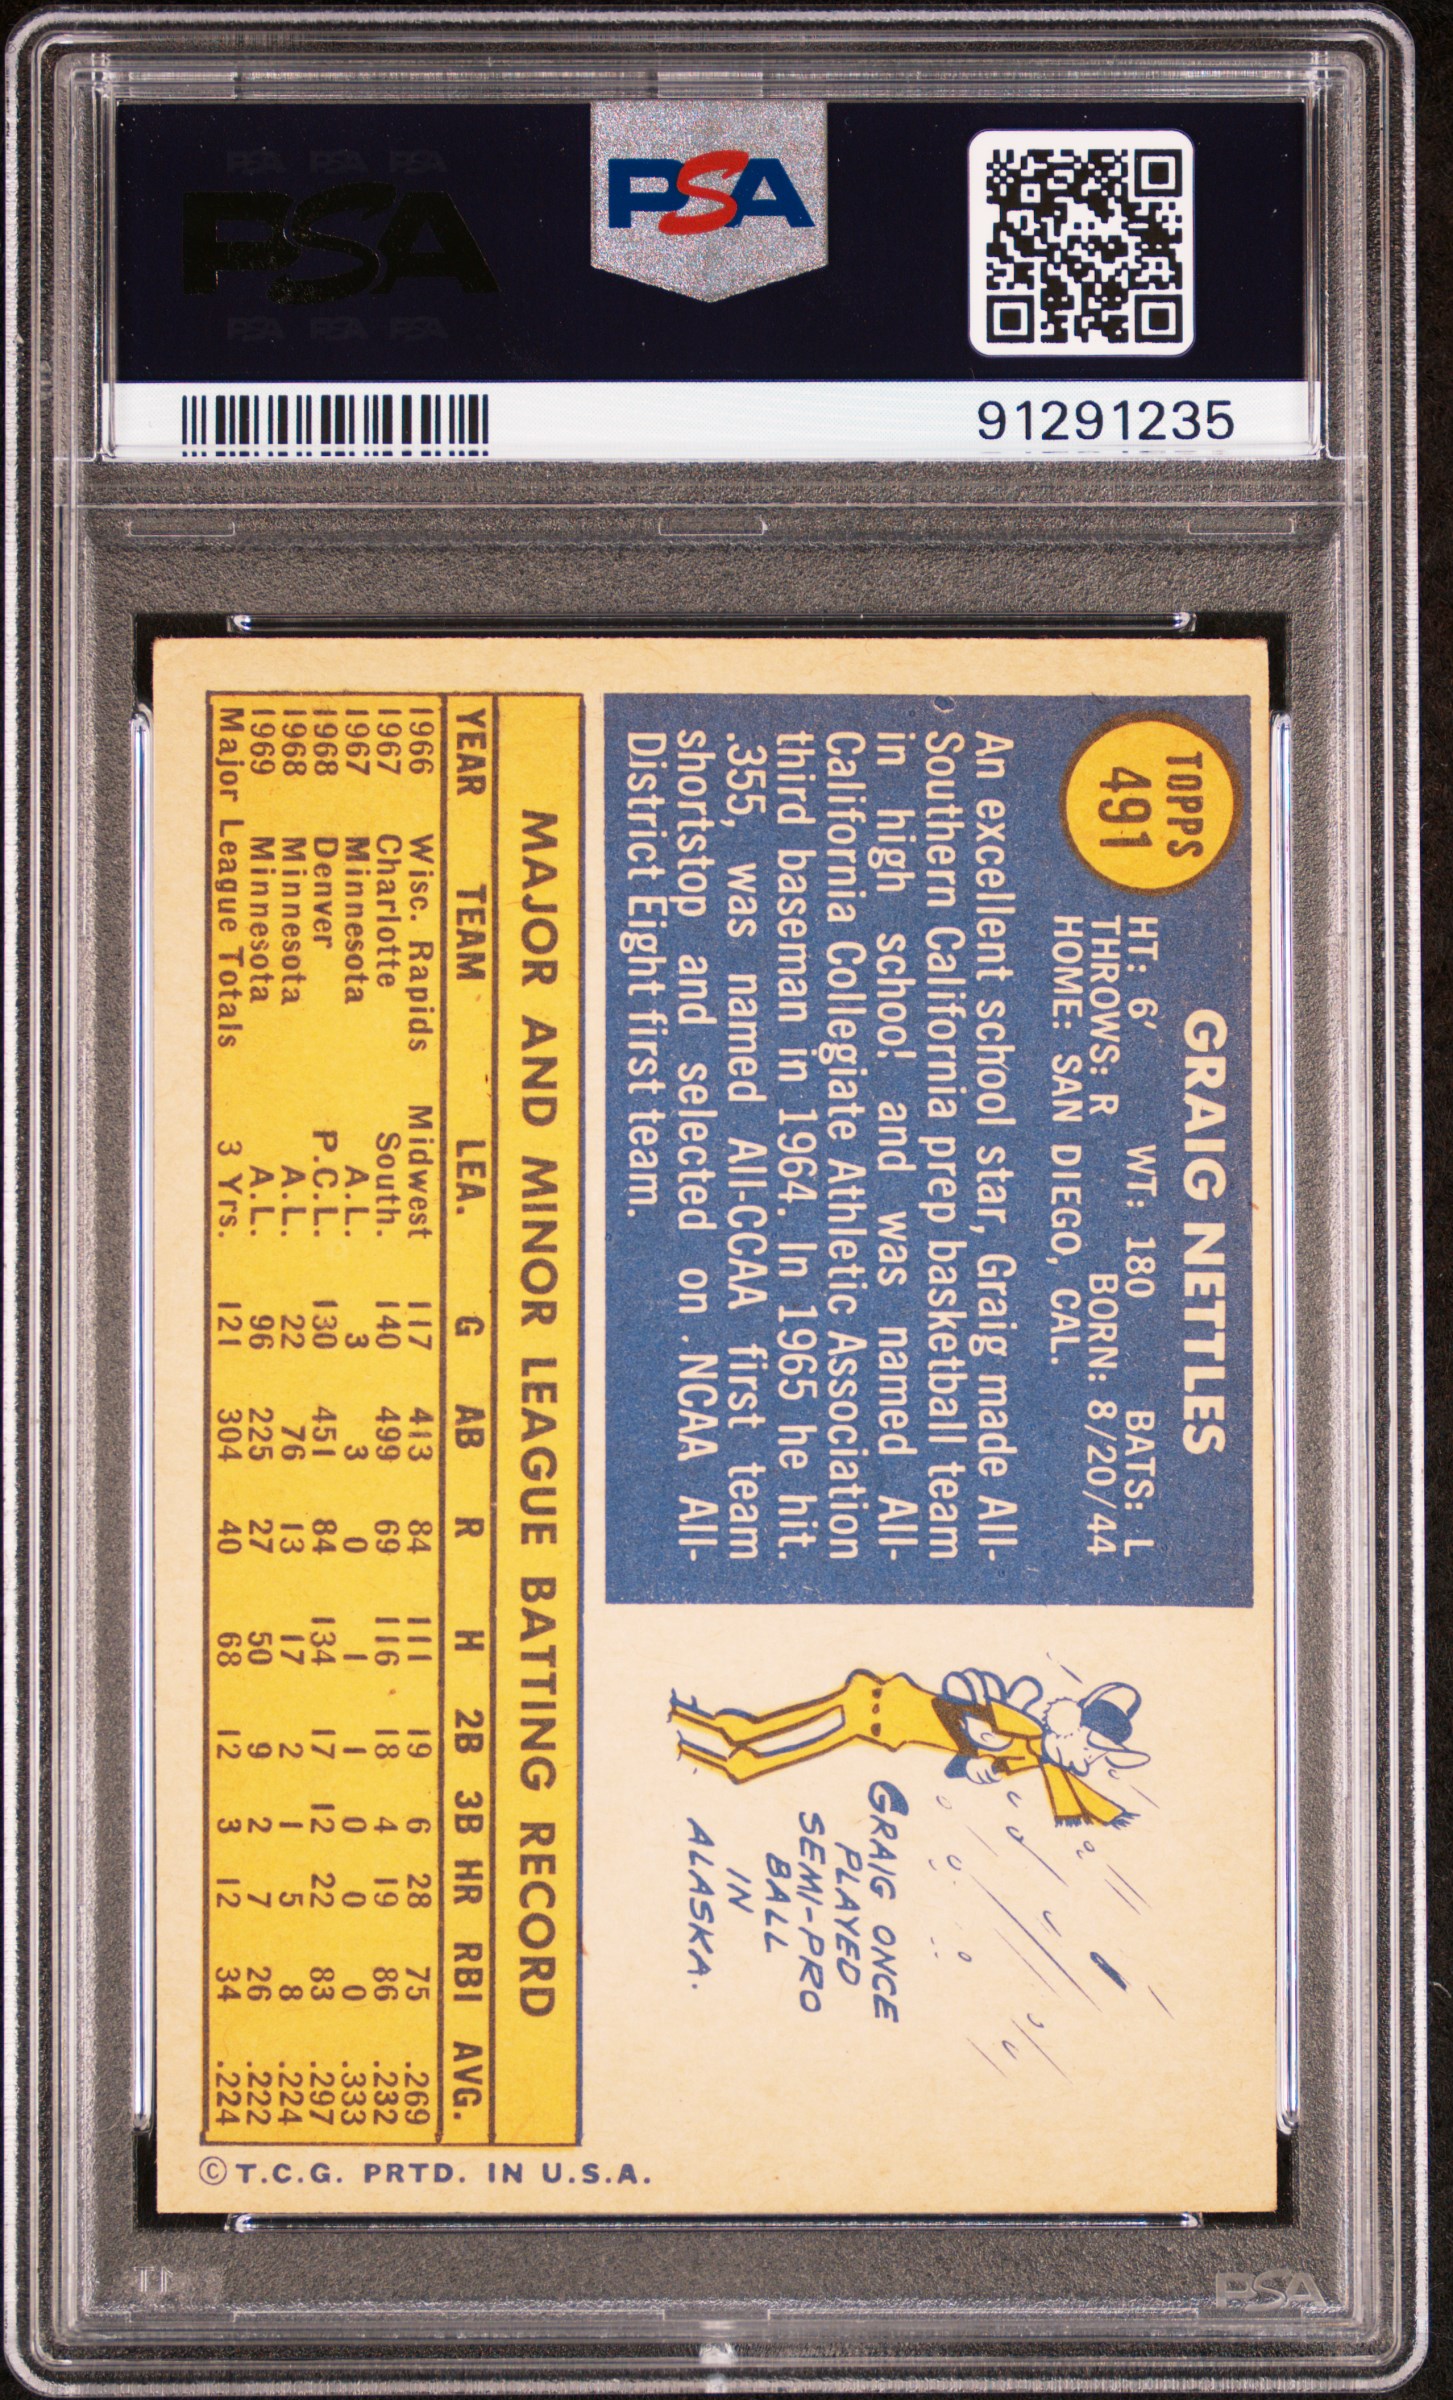 PSA PSA PSA
PSA
PSA PSA PSA
PSA
91291235
TOPPS
491
GRAIG NETTLES
HT: 6' WT: 180 BATS: L
THROWS: R BORN: 8/20/44
HOME: SAN DIEGO, CAL.
An excellent school star, Graig made All-
Southern California prep basketball team
in high school and was named All-
California Collegiate Athletic Association
third baseman in 1964. In 1965 he hit.
.355, was named All-CCAA first team
shortstop and selected on NCAA All-
District Eight first team.
GRAIG ONCE
PLAYED
SEMI-PRO
BALL
IN
ALASKA.
MAJOR AND MINOR LEAGUE BATTING RECORD
YEAR TEAM LEA. G AB R H 2B 3B HR RBI AVG.
1966 Wisc. Rapids Midwest 117 413 84 111 19 6 28 75 .269
1967 Charlotte South. 140 499 69 116 18 4 19 86 .232
1967 Minnesota A.L. 3 3 0 1 1 0 0 0 .333
1968 Denver P.C.L. 130 451 84 134 17 12 22 83 .297
1968 Minnesota A.L. 22 76 13 17 2 1 5 8 .224
1969 Minnesota A.L. 96 225 27 50 9 2 7 26 .222
Major League Totals 3 Yrs. 121 304 40 68 12 3 12 34 .224
© T.C.G. PRTD. IN U.S.A.
PSA